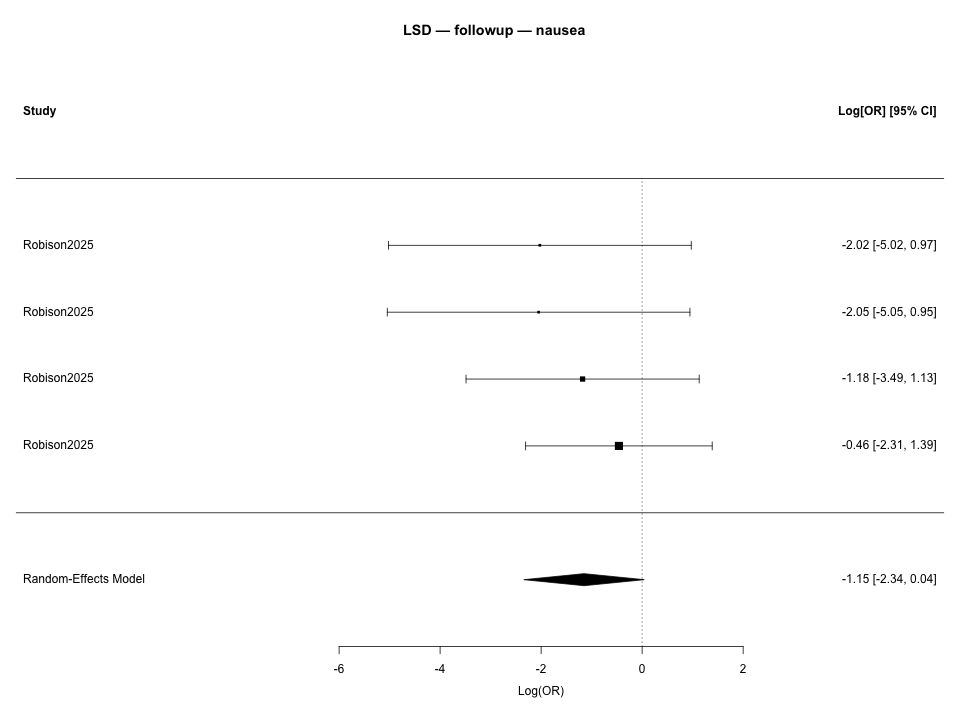 LSD — followup — nausea
Study Log[OR] [95% CI]
Robison2025 -2.02 [-5.02, 0.97]
Robison2025 -2.05 [-5.05, 0.95]
Robison2025 -1.18 [-3.49, 1.13]
Robison2025 -0.46 [-2.31, 1.39]
Random-Effects Model -1.15 [-2.34, 0.04]
-6 -4 -2 0 2
Log(OR)